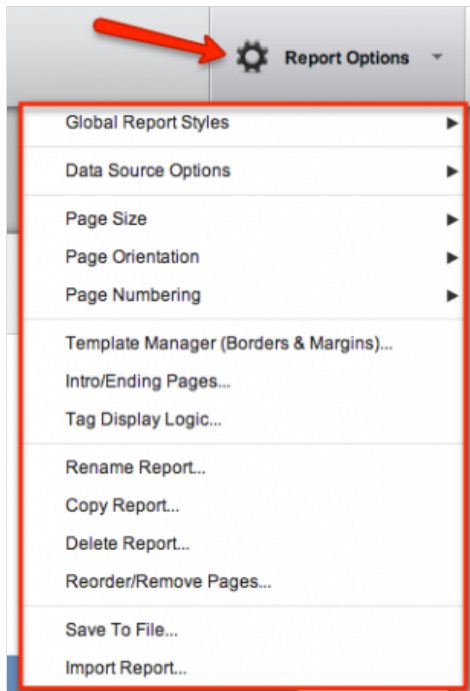 Report Options
Global Report Styles
Data Source Options
Page Size
Page Orientation
Page Numbering
Template Manager (Borders & Margins)...
Intro/Ending Pages...
Tag Display Logic...
Rename Report...
Copy Report...
Delete Report...
Reorder/Remove Pages...
Save To File...
Import Report...